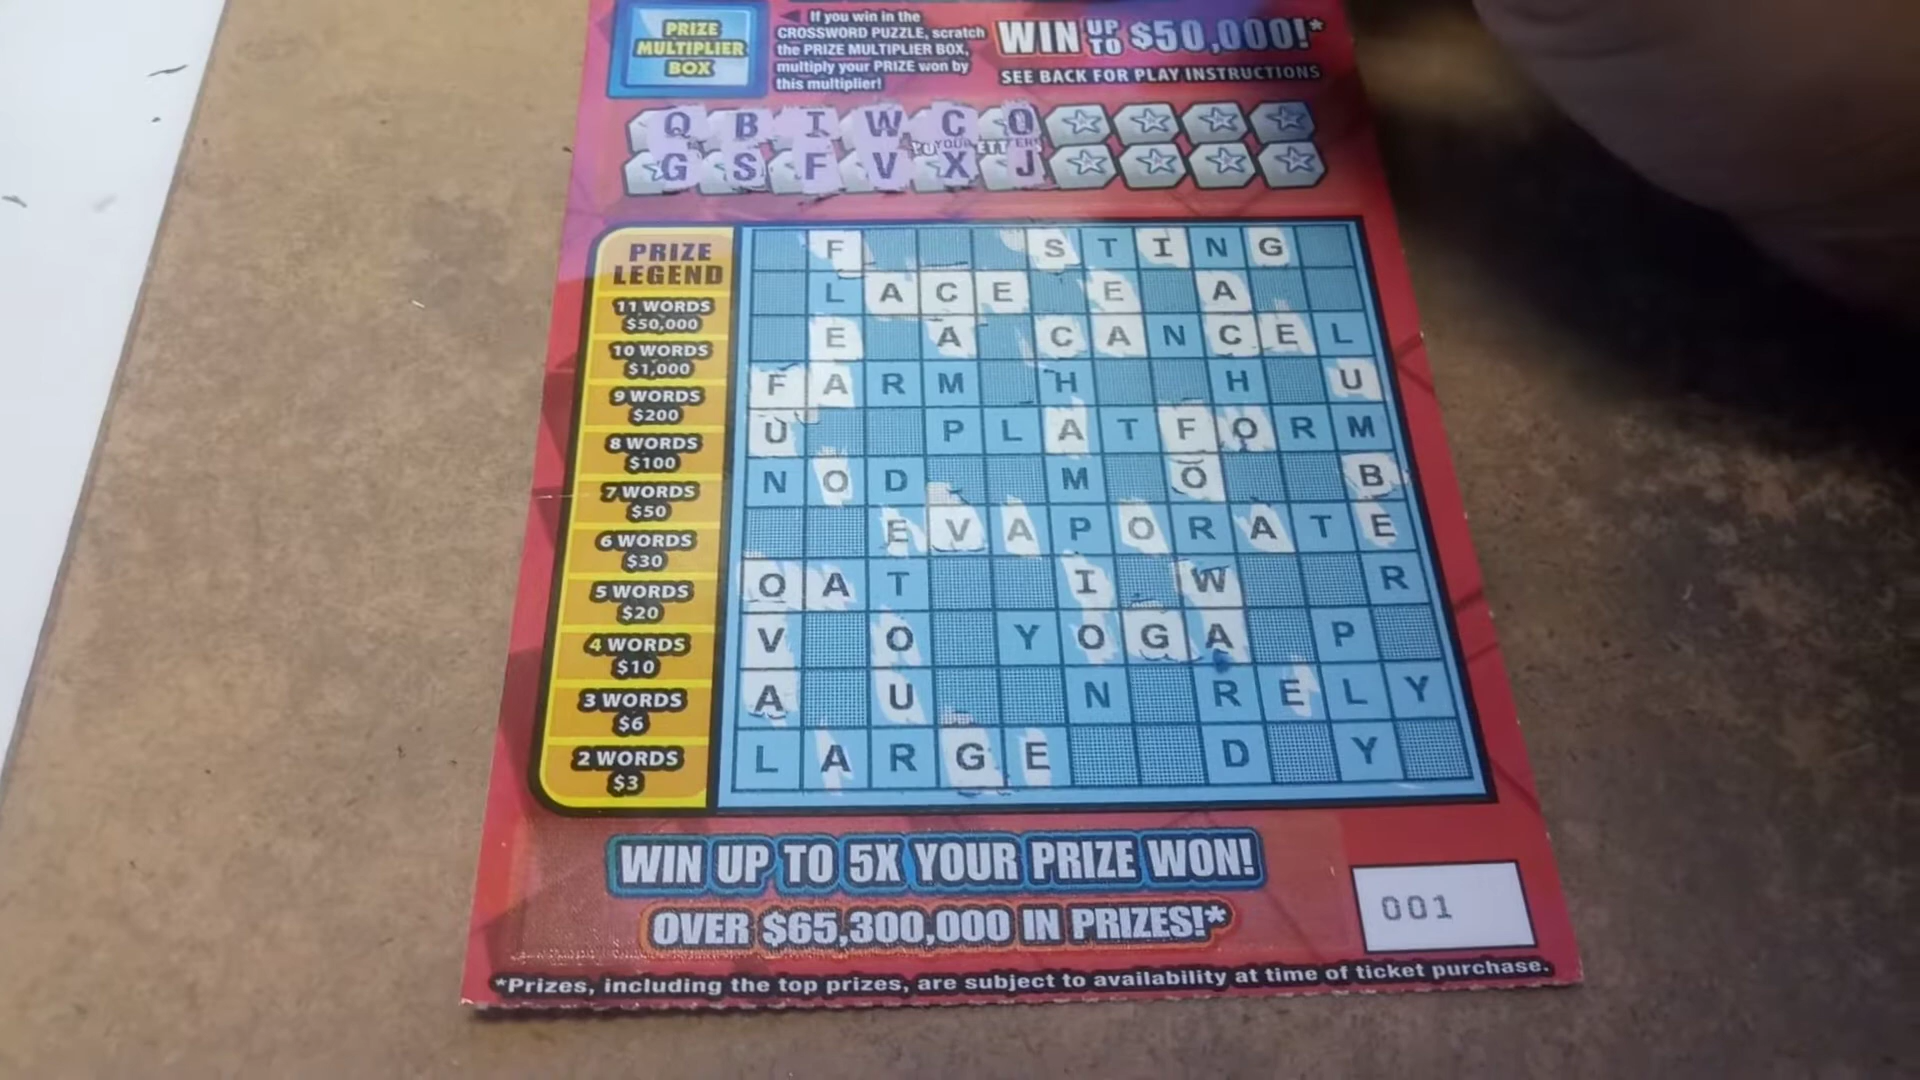 PRIZE
MULTIPLIER
BOX
If you win in the
CROSSWORD PUZZLE, scratch
the PRIZE MULTIPLIER BOX,
multiply your PRIZE won by
this multiplier!
WIN UP TO $50,000!*
SEE BACK FOR PLAY INSTRUCTIONS
Q B I W C O
G S F V X J
PRIZE
LEGEND
11 WORDS
$50,000
10 WORDS
$1,000
9 WORDS
$200
8 WORDS
$100
7 WORDS
$50
6 WORDS
$30
5 WORDS
$20
4 WORDS
$10
3 WORDS
$6
2 WORDS
$3
F S T I N G
L A C E E A
E A C A N C E L
F A R M H H U
U P L A T F O R M
N O D M O B
E V A P O R A T E
O A T I W R
V O Y O G A P
A U N R E L Y
L A R G E D Y
WIN UP TO 5X YOUR PRIZE WON!
OVER $65,300,000 IN PRIZES!*
001
*Prizes, including the top prizes, are subject to availability at time of ticket purchase.